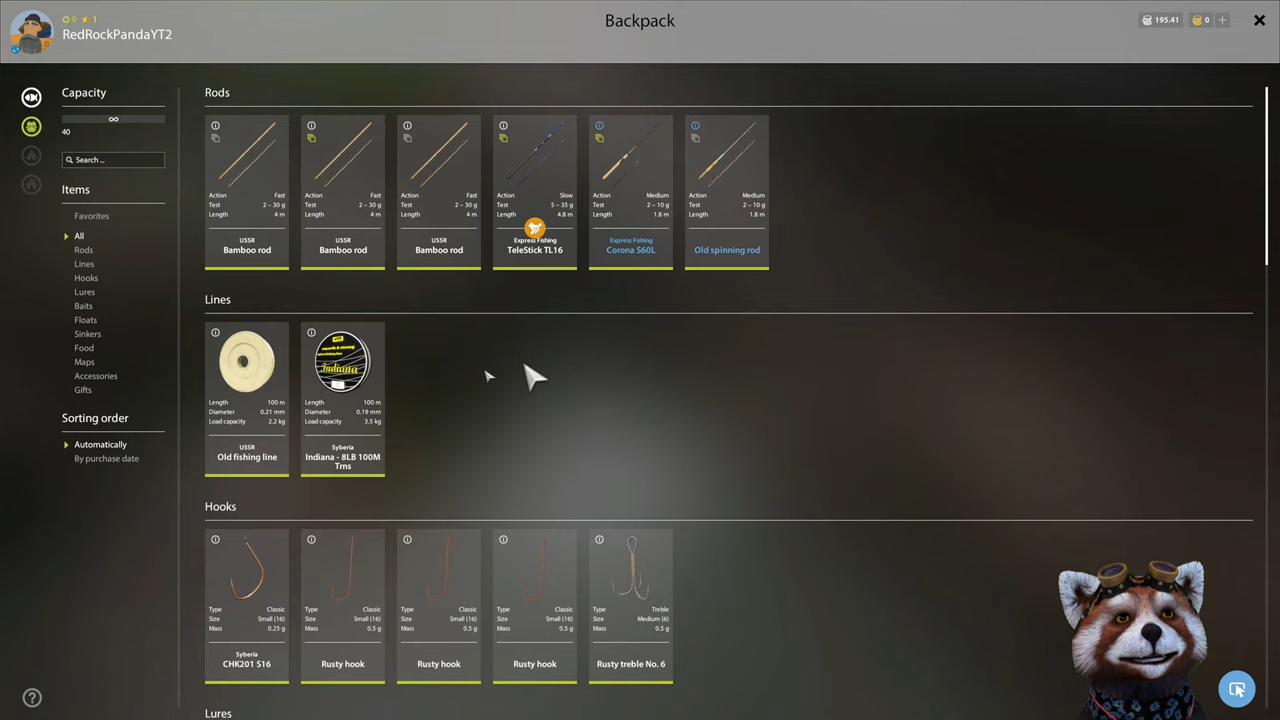 9 1
RedRockPandaYT2
Backpack
195.41
0
Capacity
∞
40
Search ...
Items
Favorites
All
Rods
Lines
Hooks
Lures
Baits
Floats
Sinkers
Food
Maps
Accessories
Gifts
Sorting order
Automatically
By purchase date
Rods
Action Fast
Test 2 – 30 g
Length 4 m
USSR
Bamboo rod
Action Fast
Test 2 – 30 g
Length 4 m
USSR
Bamboo rod
Action Fast
Test 2 – 30 g
Length 4 m
USSR
Bamboo rod
Action Slow
Test 5 – 35 g
Length 4.8 m
Express Fishing
TeleStick TL16
Action Medium
Test 2 – 10 g
Length 1.8 m
Express Fishing
Corona S60L
Action Medium
Test 2 – 10 g
Length 1.8 m
Old spinning rod
Lines
Length 100 m
Diameter 0.21 mm
Load capacity 2.2 kg
USSR
Old fishing line
Indiana
Length 100 m
Diameter 0.19 mm
Load capacity 3.5 kg
Syberia
Indiana - 8LB 100M
Trns
Hooks
Type Classic
Size Small (16)
Mass 0.25 g
Syberia
CHK201 S16
Type Classic
Size Small (16)
Mass 0.5 g
Rusty hook
Type Classic
Size Small (16)
Mass 0.5 g
Rusty hook
Type Classic
Size Small (16)
Mass 0.5 g
Rusty hook
Type Treble
Size Medium (6)
Mass 0.5 g
Rusty treble No. 6
Lures